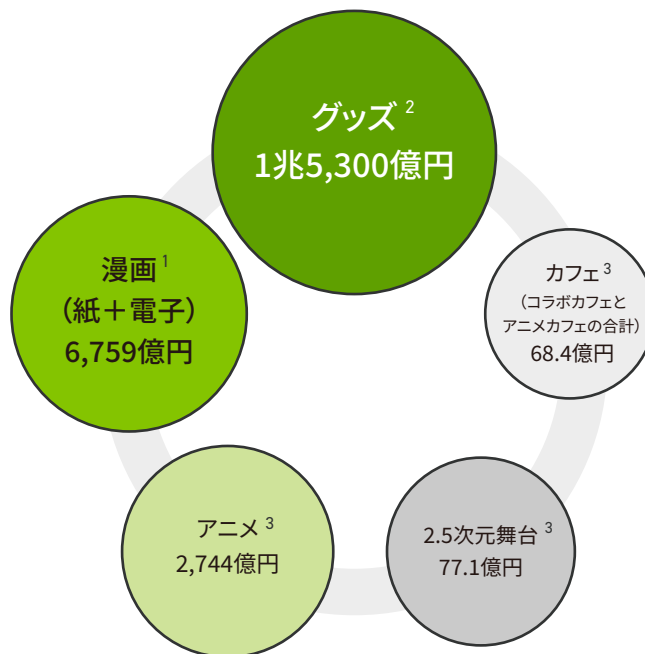 グッズ 2
1兆5,300億円
漫画 1
（紙＋電子）
6,759億円
カフェ 3
（コラボカフェと
アニメカフェの合計）
68.4億円
アニメ 3
2,744億円
2.5次元舞台 3
77.1億円